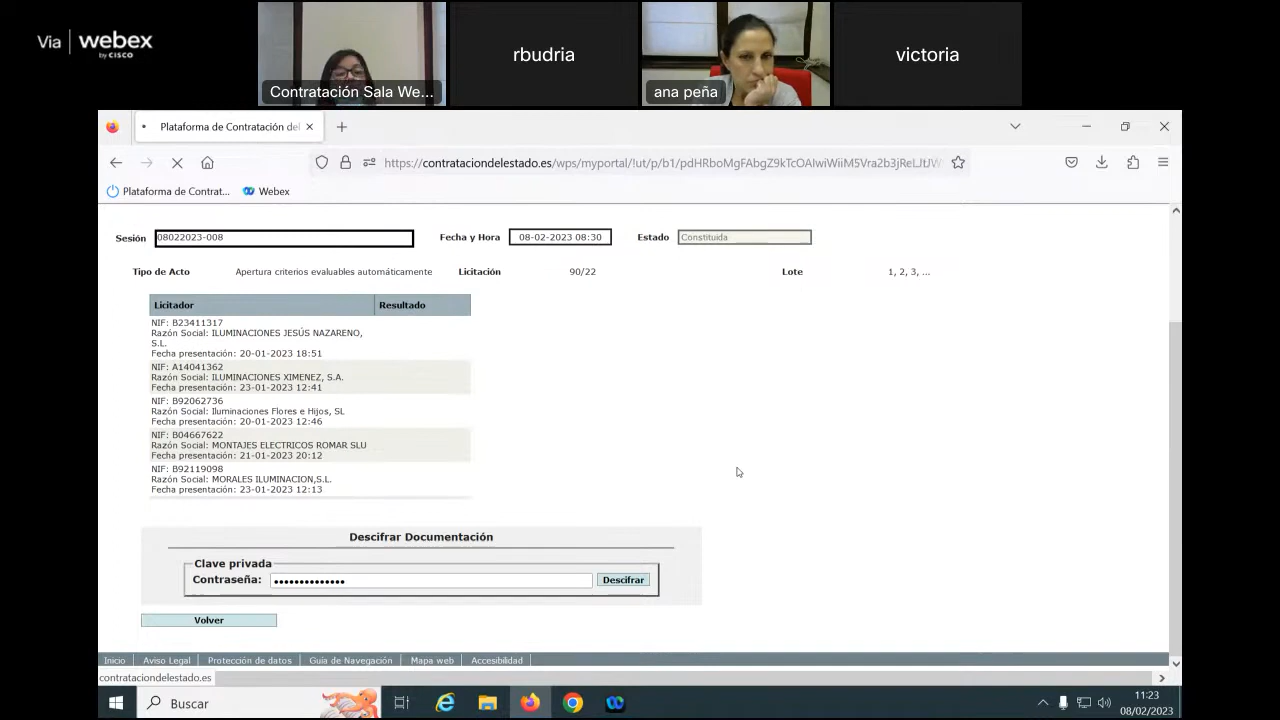 Via | webex
by CISCO
Contratación Sala We...
rbudria
ana peña
victoria
Plataforma de Contratación del
https://contrataciondelestado.es/wps/myportal/!ut/p/b1/
Plataforma de Contrat...
Webex
Sesión 08022023-008 Fecha y Hora 08-02-2023 08:30 Estado Constituida
Tipo de Acto Apertura criterios evaluables automáticamente Licitación 90/22 Lote 1, 2, 3, ...
Licitador Resultado
NIF: B23411317
Razón Social: ILUMINACIONES JESÚS NAZARENO,
S.L.
Fecha presentación: 20-01-2023 18:51
NIF: A14041362
Razón Social: ILUMINACIONES XIMENEZ, S.A.
Fecha presentación: 23-01-2023 12:41
NIF: B92062736
Razón Social: Iluminaciones Flores e Hijos, SL
Fecha presentación: 20-01-2023 12:46
NIF: B04667622
Razón Social: MONTAJES ELECTRICOS ROMAR SLU
Fecha presentación: 21-01-2023 20:12
NIF: B92119098
Razón Social: MORALES ILUMINACION,S.L.
Fecha presentación: 23-01-2023 12:13
Descifrar Documentación
Clave privada
Contraseña: •••••••••••••• Descifrar
Volver
Inicio | Aviso Legal | Protección de datos | Guía de Navegación | Mapa web | Accesibilidad |
contrataciondelestado.es
Buscar
11:23
08/02/2023